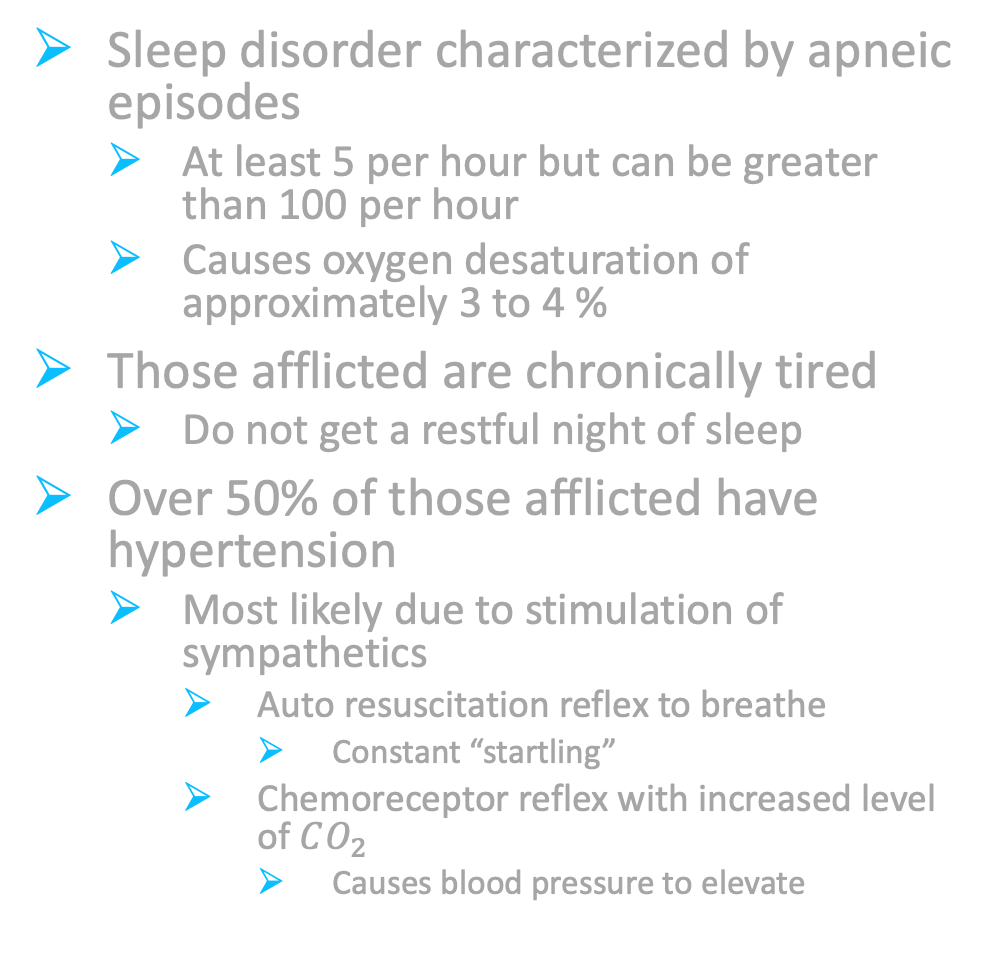 Sleep disorder characterized by apneic
episodes
At least 5 per hour but can be greater
than 100 per hour
Causes oxygen desaturation of
approximately 3 to 4 %
Those afflicted are chronically tired
Do not get a restful night of sleep
Over 50% of those afflicted have
hypertension
Most likely due to stimulation of
sympathetics
Auto resuscitation reflex to breathe
Constant “startling”
Chemoreceptor reflex with increased level
of CO₂
Causes blood pressure to elevate